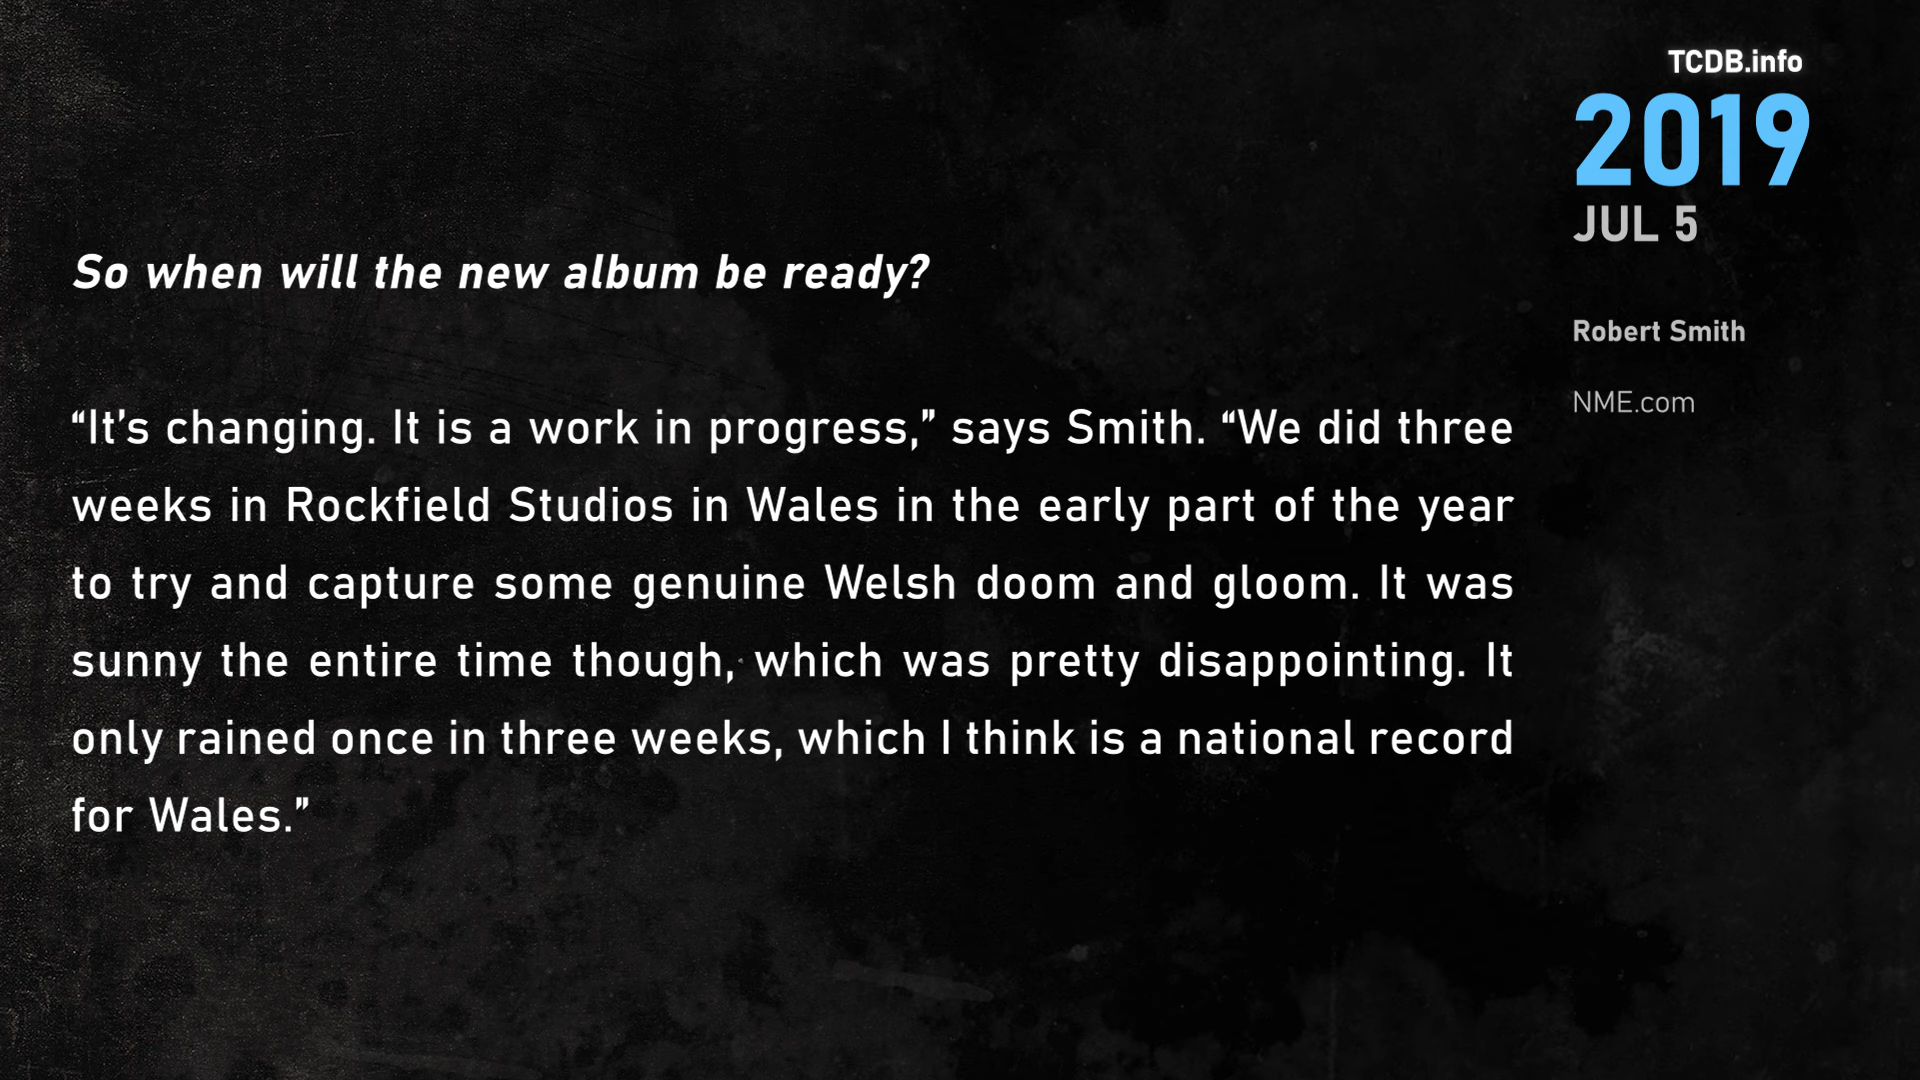 TCDB.info
2019
JUL 5
Robert Smith
NME.com
So when will the new album be ready?
“It’s changing. It is a work in progress,” says Smith. “We did three
weeks in Rockfield Studios in Wales in the early part of the year
to try and capture some genuine Welsh doom and gloom. It was
sunny the entire time though, which was pretty disappointing. It
only rained once in three weeks, which I think is a national record
for Wales.”